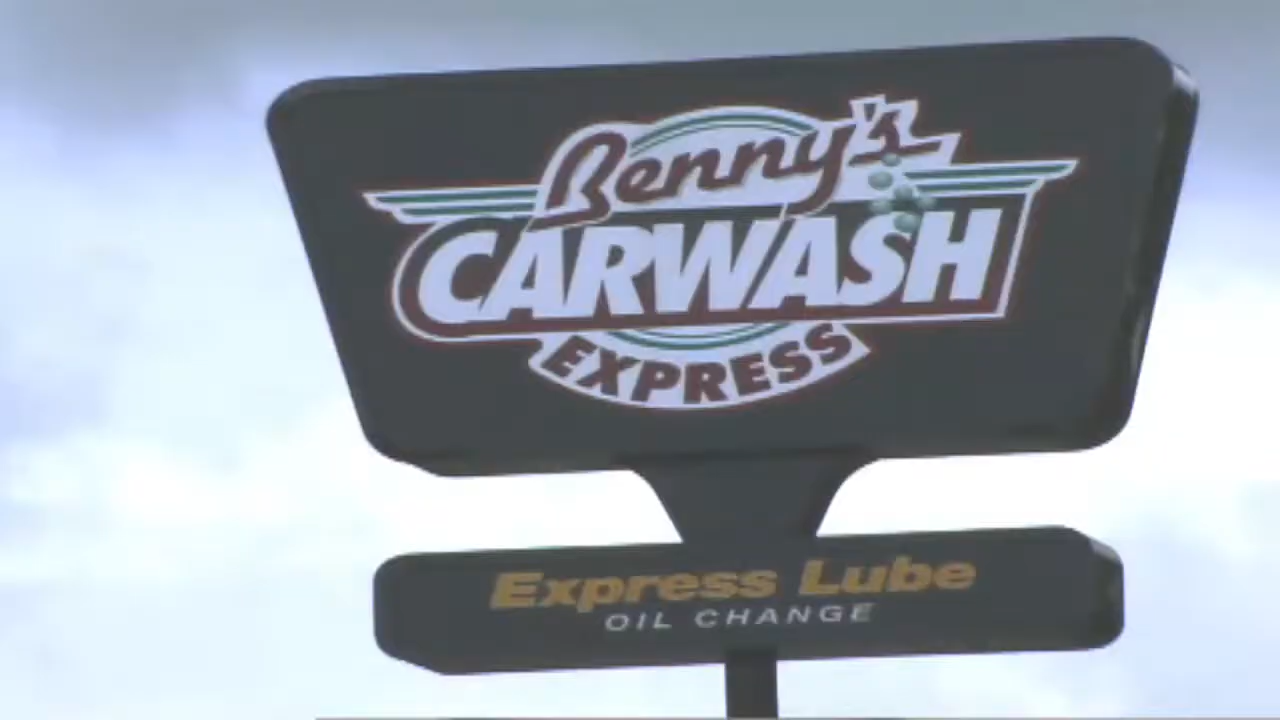 Benny's
CARWASH
EXPRESS
Express Lube
OIL CHANGE